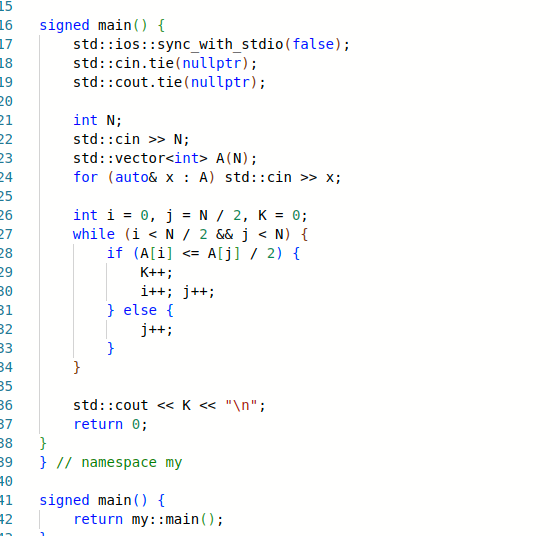 15
16 signed main() {
17     std::ios::sync_with_stdio(false);
18     std::cin.tie(nullptr);
19     std::cout.tie(nullptr);
20
21     int N;
22     std::cin >> N;
23     std::vector<int> A(N);
24     for (auto& x : A) std::cin >> x;
25
26     int i = 0, j = N / 2, K = 0;
27     while (i < N / 2 && j < N) {
28         if (A[i] <= A[j] / 2) {
29             K++;
30             i++; j++;
31         } else {
32             j++;
33         }
34     }
35
36     std::cout << K << "\n";
37     return 0;
38 }
39 } // namespace my
40
41 signed main() {
42     return my::main();